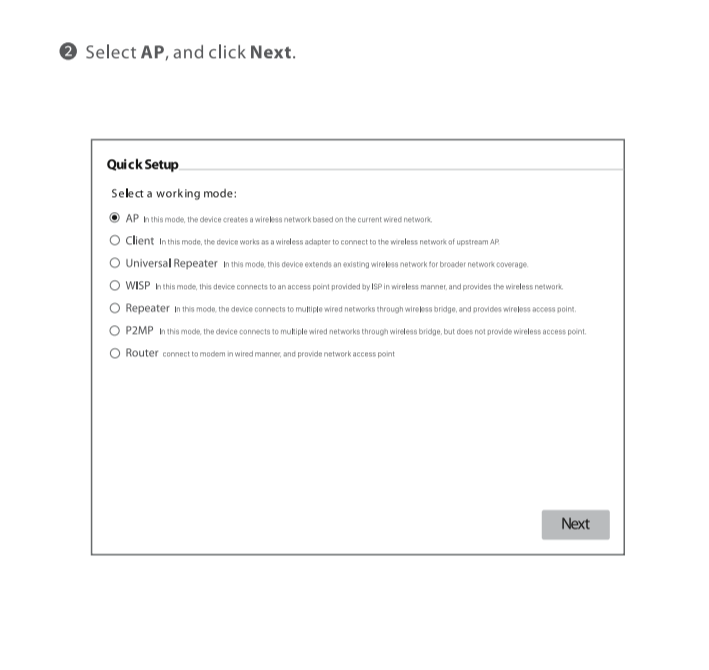 2 Select AP, and click Next.
Quick Setup
Select a working mode:
AP In this mode, the device creates a wireless network based on the current wired network.
Client In this mode, the device works as a wireless adapter to connect to the wireless network of upstream AP.
Universal Repeater In this mode, this device extends an existing wireless network for broader network coverage.
WISP In this mode, this device connects to an access point provided by ISP in wireless manner, and provides the wireless network.
Repeater In this mode, the device connects to multiple wired networks through wireless bridge, and provides wireless access point.
P2MP In this mode, the device connects to multiple wired networks through wireless bridge, but does not provide wireless access point.
Router connect to modem in wired manner, and provide network access point
Next